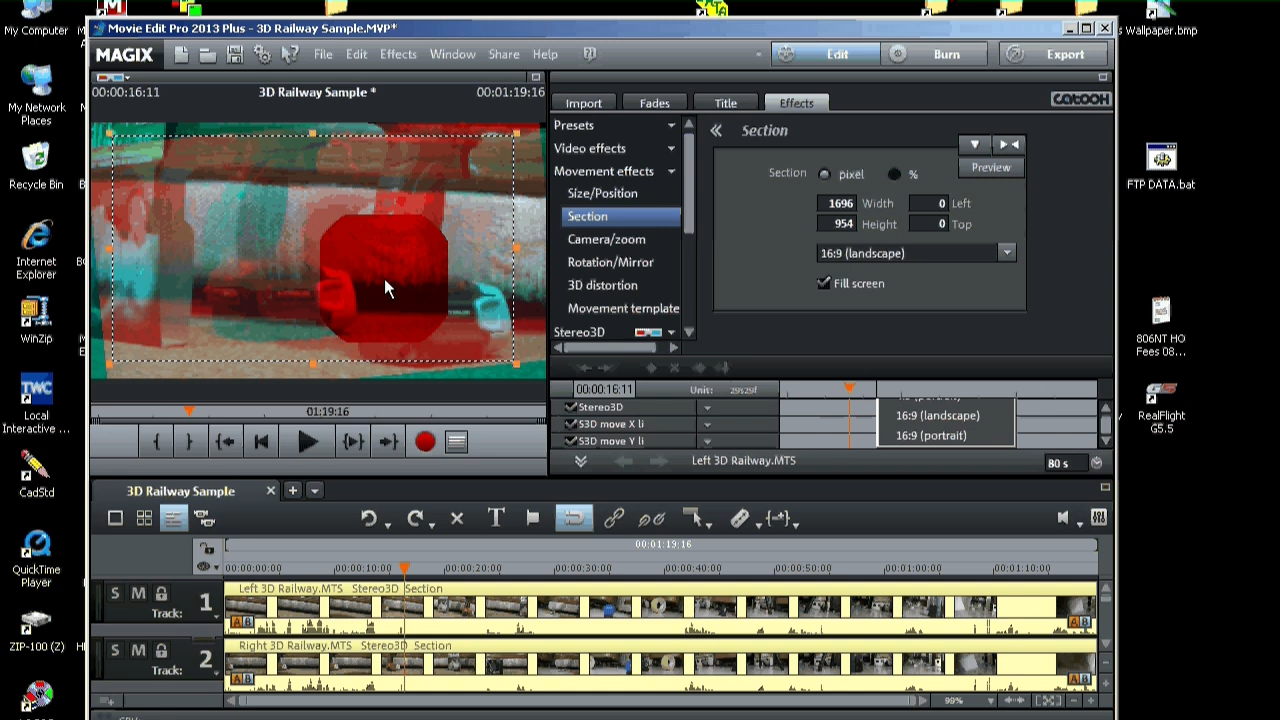 My Computer
My Network
Places
Recycle Bin
Internet
Explorer
WinZip
TWC
Local
Interactive ...
CadStd
QuickTime
Player
ZIP-100 (Z)
Movie Edit Pro 2013 Plus - 3D Railway Sample.MVP*
MAGIX
File Edit Effects Window Share Help
Edit Burn Export
00:00:16:11 3D Railway Sample * 00:01:19:16
Import Fades Title Effects
CATOOH
Presets
Video effects
Movement effects
Size/Position
Section
Camera/zoom
Rotation/Mirror
3D distortion
Movement template
Stereo3D
Section
Preview
Section pixel %
1696 Width 0 Left
954 Height 0 Top
16:9 (landscape)
Fill screen
00:00:16:11 Unit:
Stereo3D
S3D move X li
S3D move Y li
16:9 (landscape)
16:9 (portrait)
Left 3D Railway.MTS
80 s
01:19:16
3D Railway Sample
00:01:19:16
00:00:00:00 00:00:10:00 00:00:20:00 00:00:30:00 00:00:40:00 00:00:50:00 00:01:00:00 00:01:10:00
S M 1
Track:
Left 3D Railway.MTS Stereo3D Section
A B A B
S M 2
Track:
Right 3D Railway.MTS Stereo3D Section
A B A B
99%
Wallpaper.bmp
FTP DATA.bat
806NT HO
Fees 08...
RealFlight
G5.5